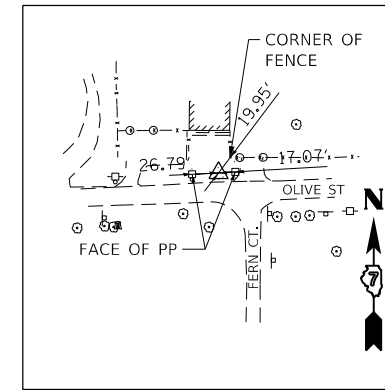 CORNER OF
FENCE
19.95'
26.79'
17.07'
OLIVE ST
FACE OF PP
FERN CT.
N
7